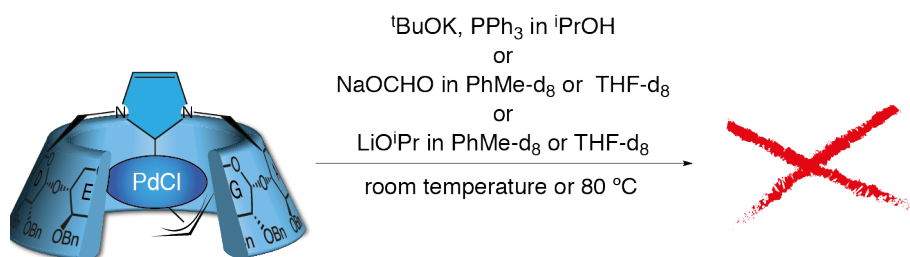 ᵗBuOK, PPh₃ in ⁱPrOH
or
NaOCHO in PhMe-d₈ or THF-d₈
or
LiOⁱPr in PhMe-d₈ or THF-d₈
room temperature or 80 ºC
N N
PdCl
D O E G O
O
OBn OBn n OBn OBn